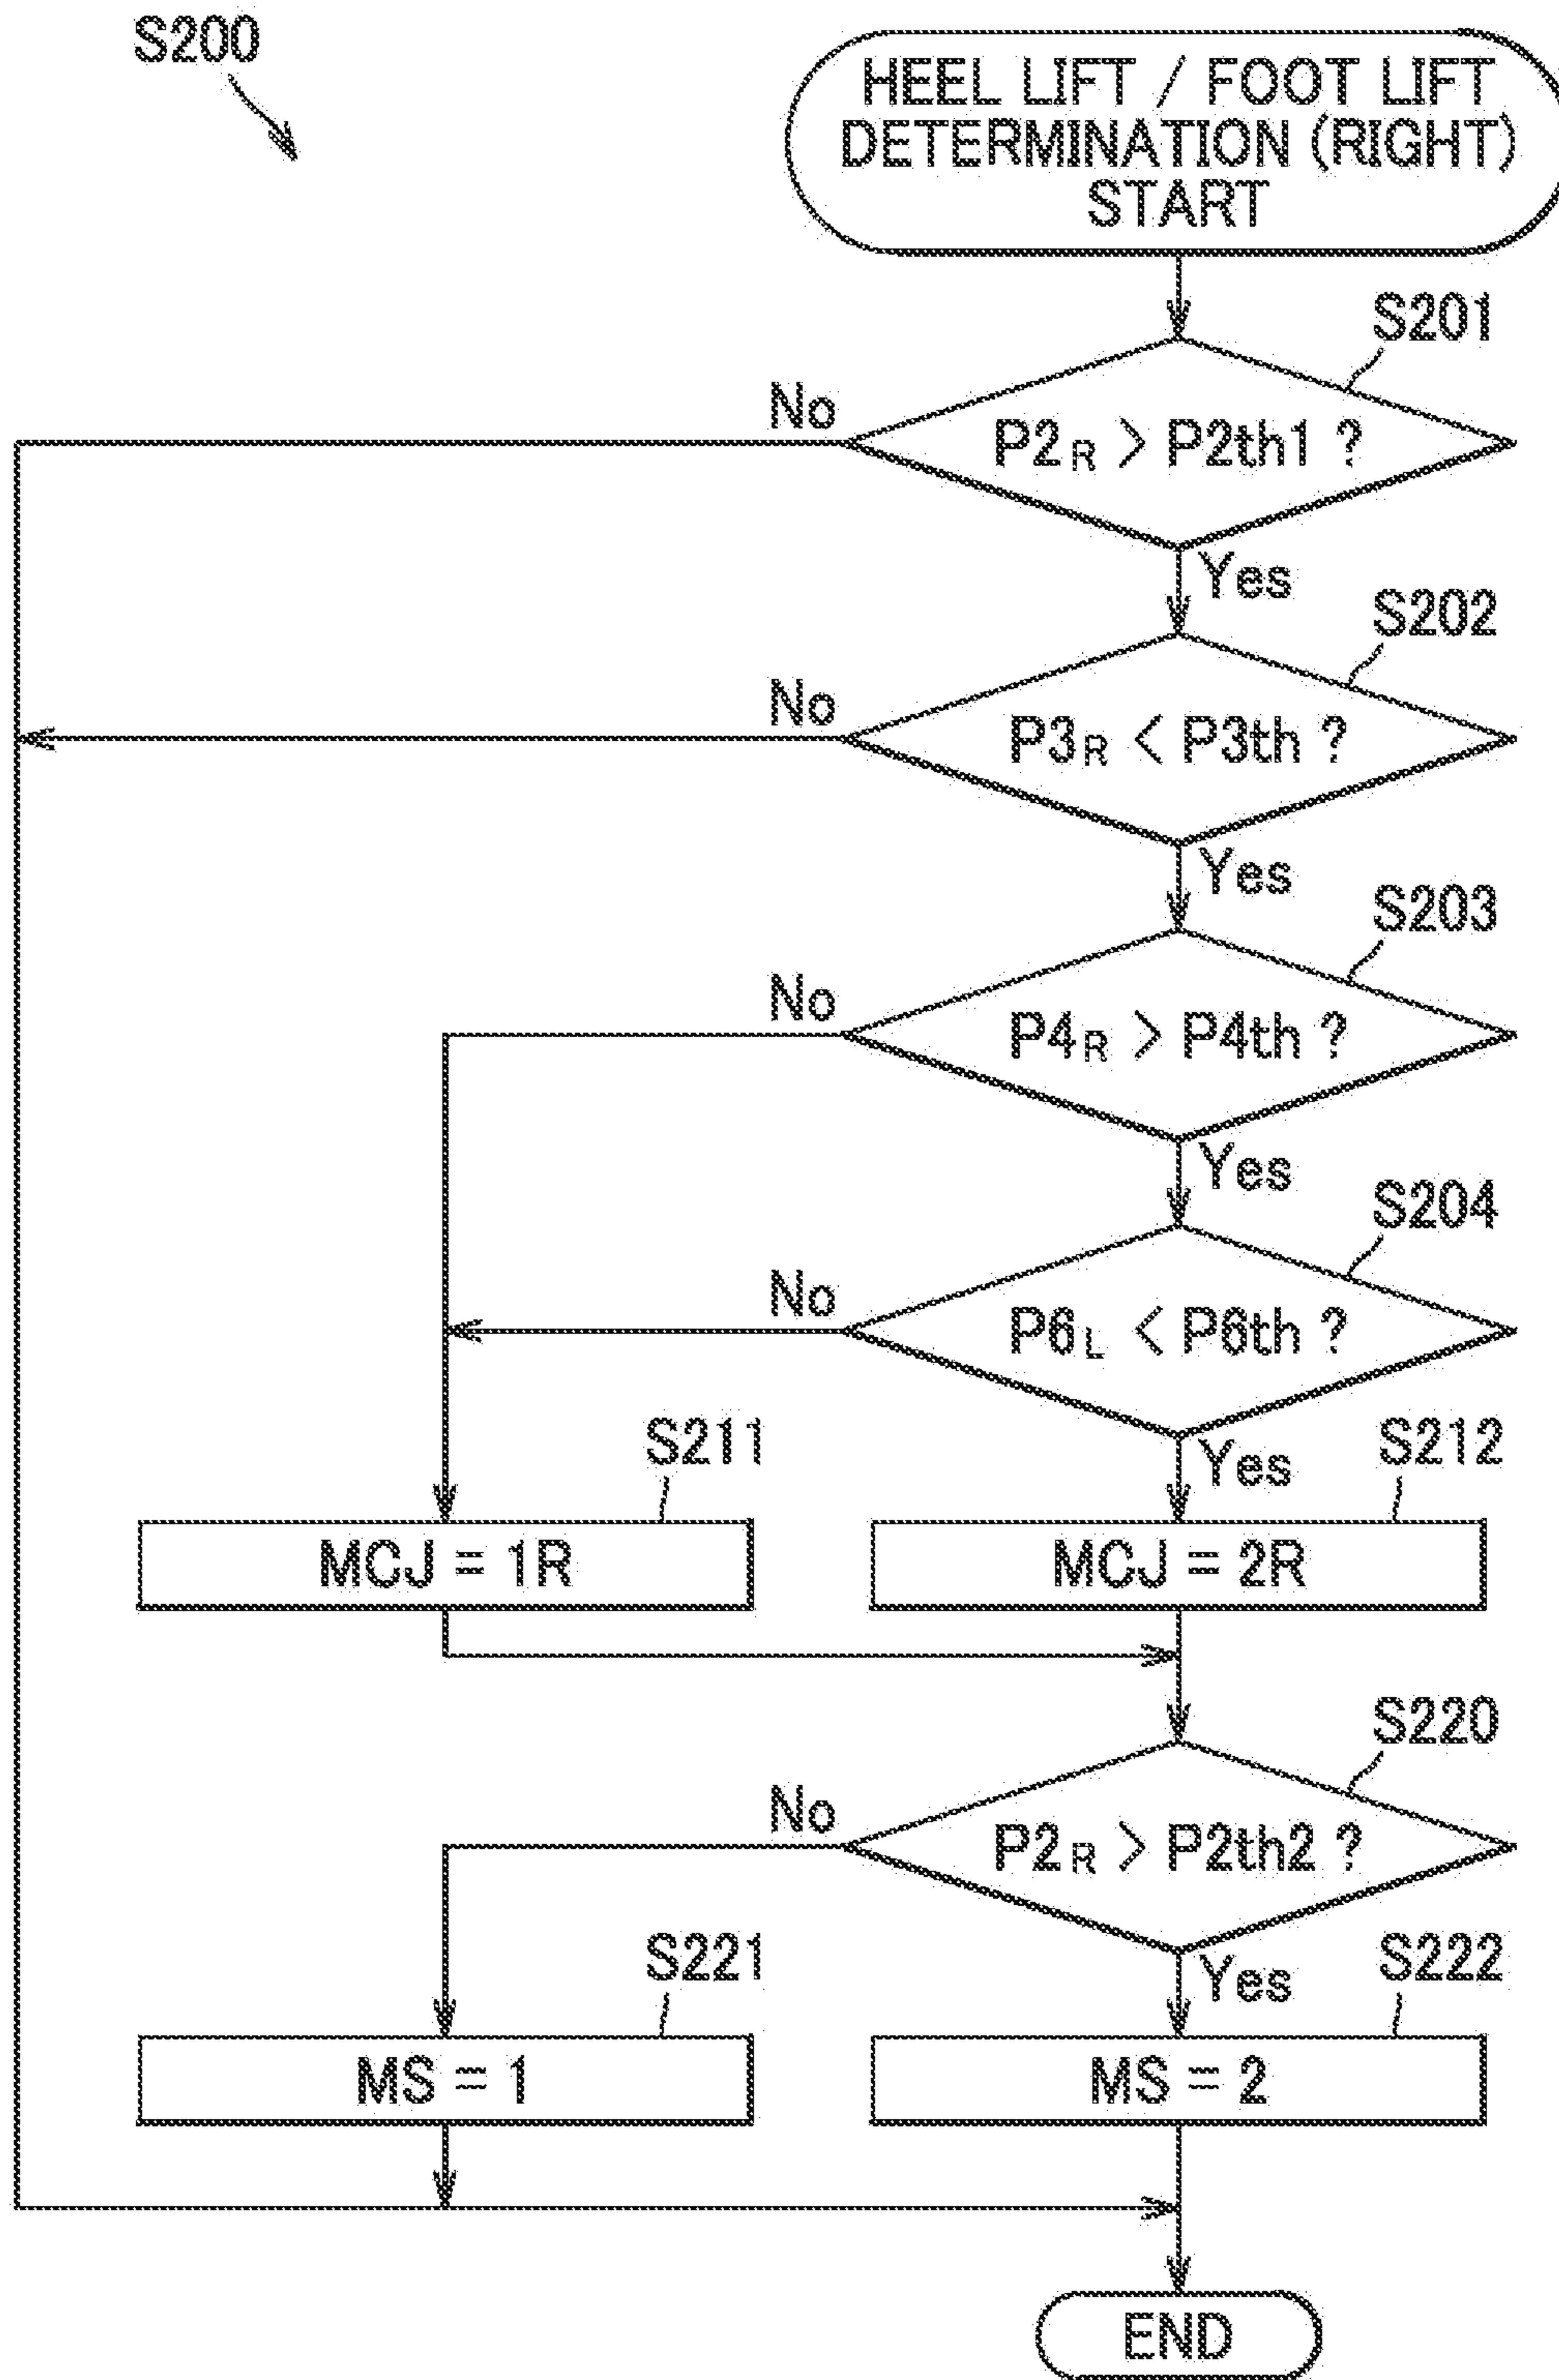 S200
HEEL LIFT / FOOT LIFT
DETERMINATION (RIGHT)
START
S201
No
P2R > P2th1 ?
Yes
S202
No
P3R < P3th ?
Yes
S203
No
P4R > P4th ?
Yes
S204
No
P6L < P6th ?
Yes
S211
S212
MCJ = 1R
MCJ = 2R
S220
No
P2R > P2th2 ?
Yes
S221
S222
MS = 1
MS = 2
END